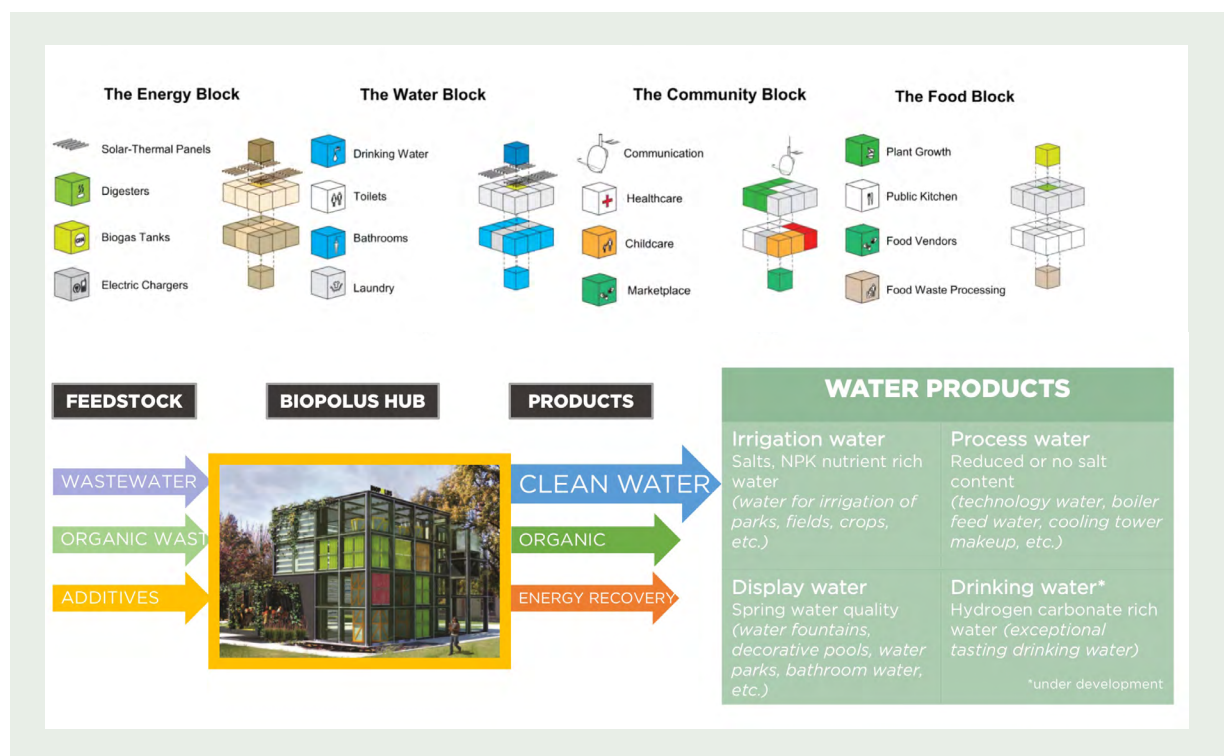 The Energy Block
Solar-Thermal Panels
Digesters
Biogas Tanks
Electric Chargers
The Water Block
Drinking Water
Toilets
Bathrooms
Laundry
The Community Block
Communication
Healthcare
Childcare
Marketplace
The Food Block
Plant Growth
Public Kitchen
Food Vendors
Food Waste Processing
FEEDSTOCK
WASTEWATER
ORGANIC WAST
ADDITIVES
BIOPOLUS HUB
PRODUCTS
CLEAN WATER
ORGANIC
ENERGY RECOVERY
WATER PRODUCTS
Irrigation water
Salts, NPK nutrient rich
water
(water for irrigation of
parks, fields, crops,
etc.)
Process water
Reduced or no salt
content
(technology water, boiler
feed water, cooling tower
makeup, etc.)
Display water
Spring water quality
(water fountains,
decorative pools, water
parks, bathroom water,
etc.)
Drinking water*
Hydrogen carbonate rich
water (exceptional
tasting drinking water)
*under development